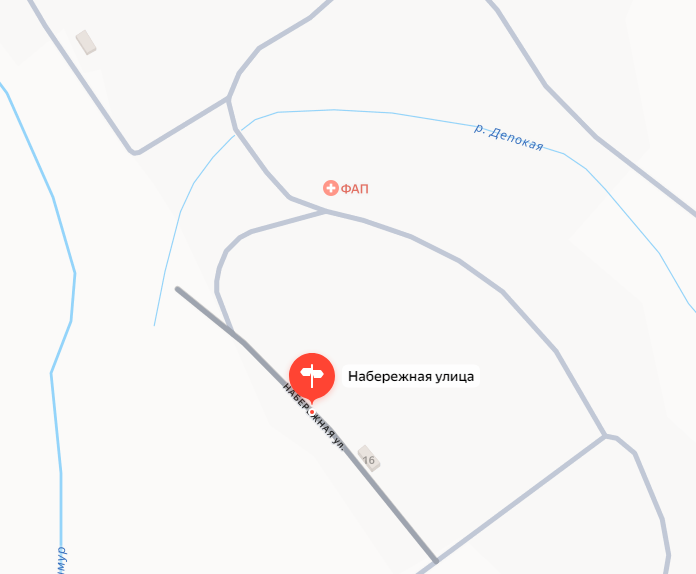 р. Депокая
ФАП
Набережная улица
НАБЕРЕЖНАЯ ул.
16